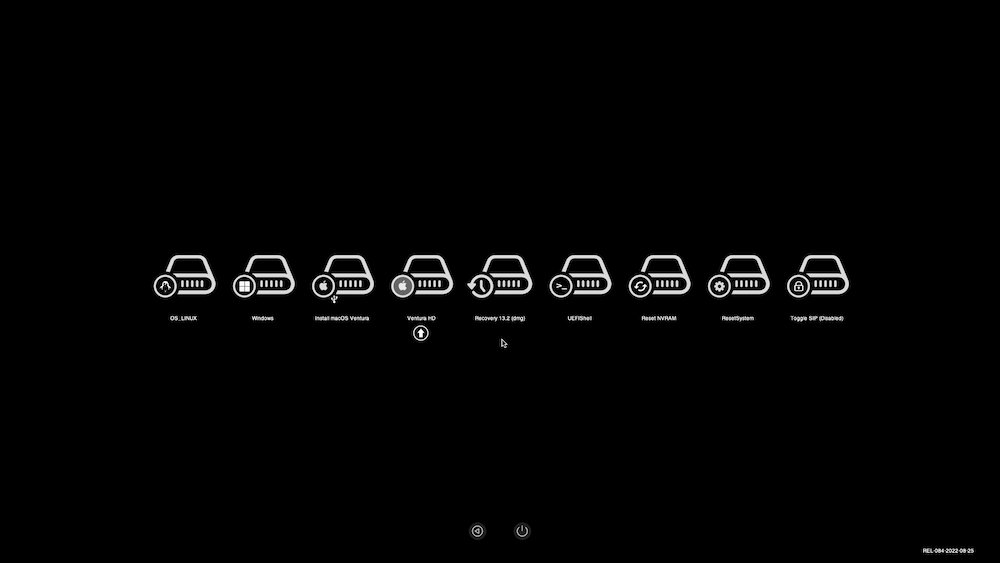 OS_LINUX
Windows
Install macOS Ventura
Ventura HD
Recovery 13.2 (dmg)
UEFIShell
Reset NVRAM
ResetSystem
Toggle SIP (Disabled)
REL-084-2022-08-25